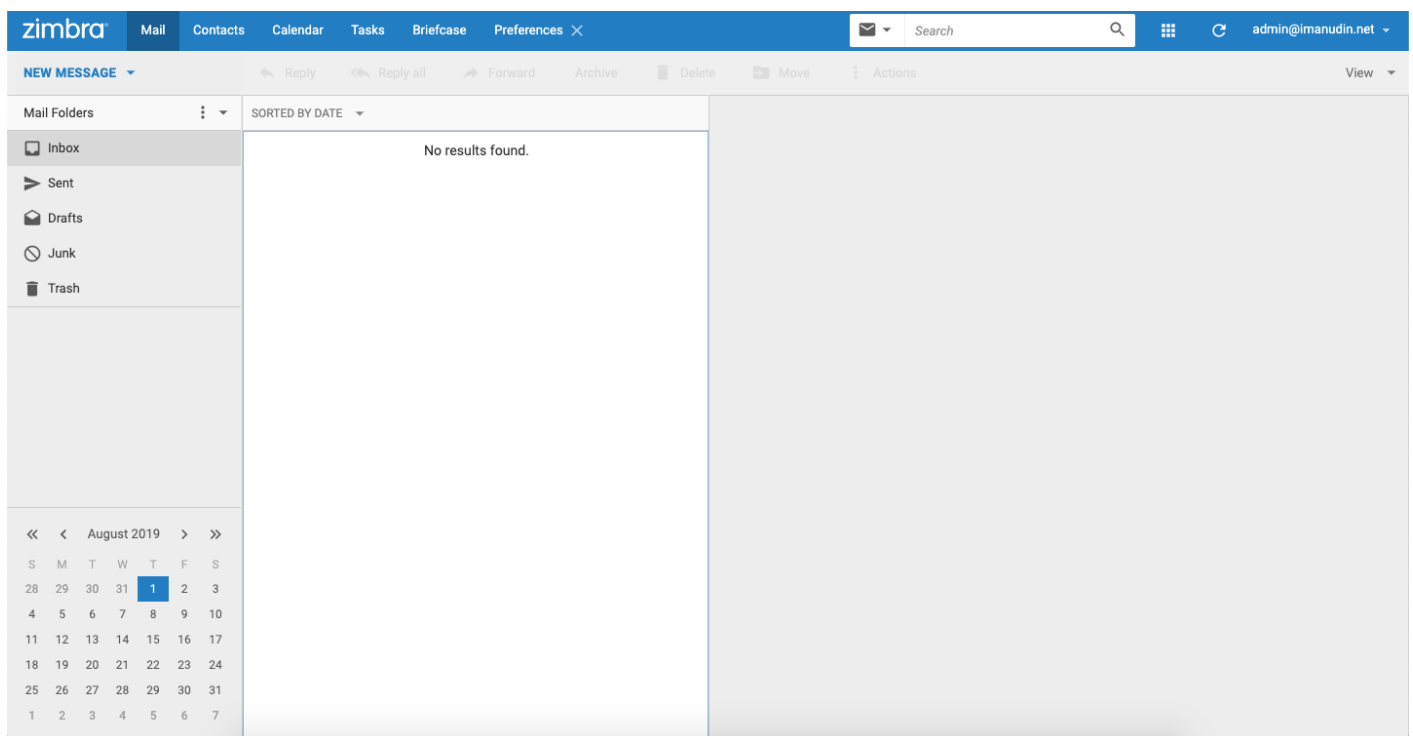 zimbra Mail Contacts Calendar Tasks Briefcase Preferences Search admin@imanudin.net
NEW MESSAGE Reply Reply all Forward Archive Delete Move Actions View
Mail Folders SORTED BY DATE
Inbox No results found.
Sent
Drafts
Junk
Trash
August 2019
S M T W T F S
28 29 30 31 1 2 3
4 5 6 7 8 9 10
11 12 13 14 15 16 17
18 19 20 21 22 23 24
25 26 27 28 29 30 31
1 2 3 4 5 6 7